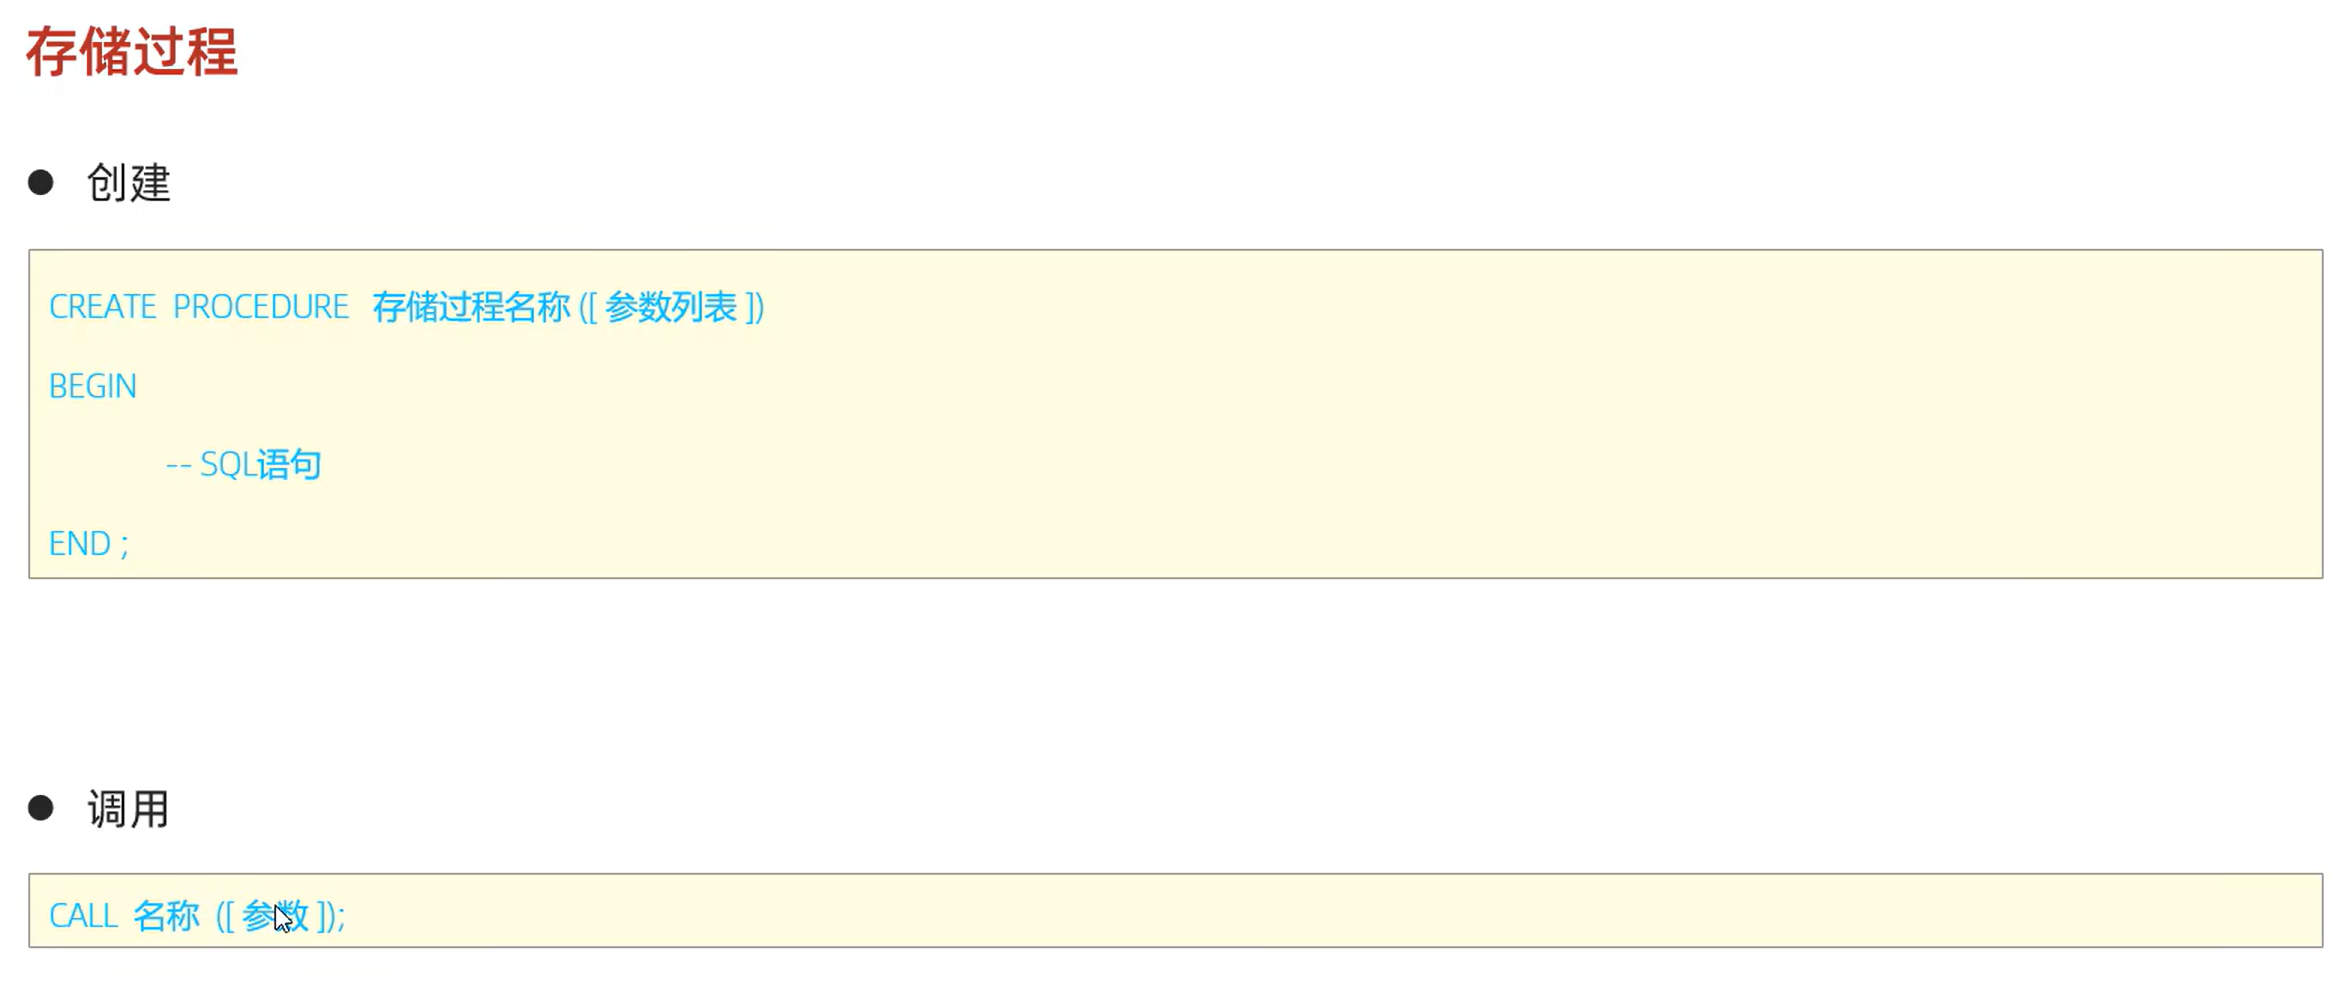 存储过程
创建
CREATE PROCEDURE 存储过程名称 ([ 参数列表 ])
BEGIN
-- SQL语句
END ;
调用
CALL 名称 ([ 参数 ]);